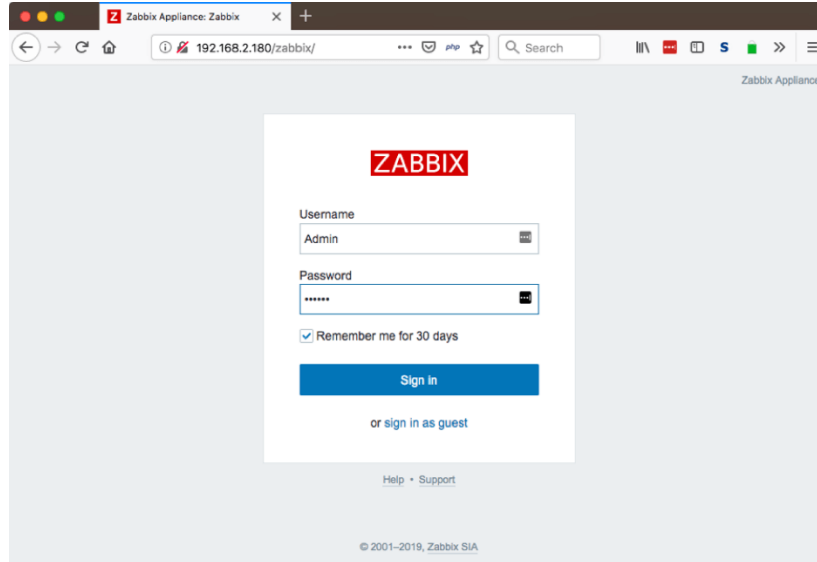 Z Zabbix Appliance: Zabbix
192.168.2.180/zabbix/
php
Search
S
Zabbix Appliance
ZABBIX
Username
Admin
Password
••••••
Remember me for 30 days
Sign in
or sign in as guest
Help • Support
© 2001–2019, Zabbix SIA